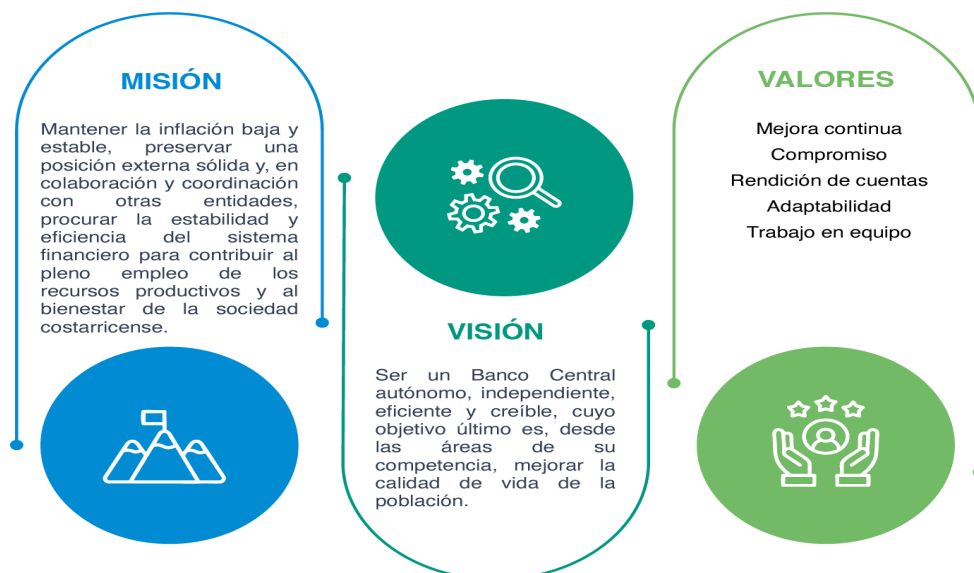 MISIÓN
Mantener la inflación baja y
estable, preservar una
posición externa sólida y, en
colaboración y coordinación
con otras entidades,
procurar la estabilidad y
eficiencia del sistema
financiero para contribuir al
pleno empleo de los
recursos productivos y al
bienestar de la sociedad
costarricense.
VISIÓN
Ser un Banco Central
autónomo, independiente,
eficiente y creíble, cuyo
objetivo último es, desde
las áreas de su
competencia, mejorar la
calidad de vida de la
población.
VALORES
Mejora continua
Compromiso
Rendición de cuentas
Adaptabilidad
Trabajo en equipo